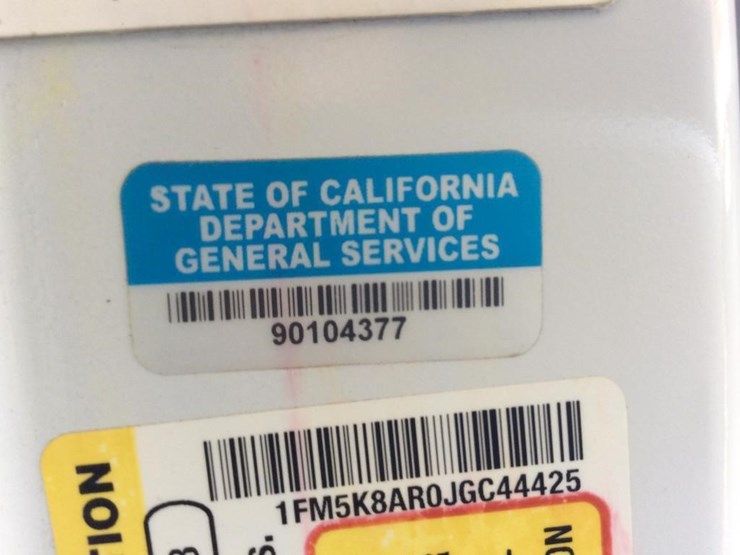 STATE OF CALIFORNIA
DEPARTMENT OF
GENERAL SERVICES
90104377
1FM5K8AR0JGC44425